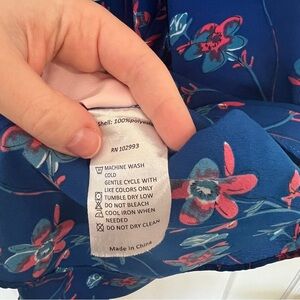 Shell: 100%polyester
RN 102993
MACHINE WASH
COLD
GENTLE CYCLE WITH
LIKE COLORS ONLY
TUMBLE DRY LOW
DO NOT BLEACH
COOL IRON WHEN
NEEDED
DO NOT DRY CLEAN
Made in China